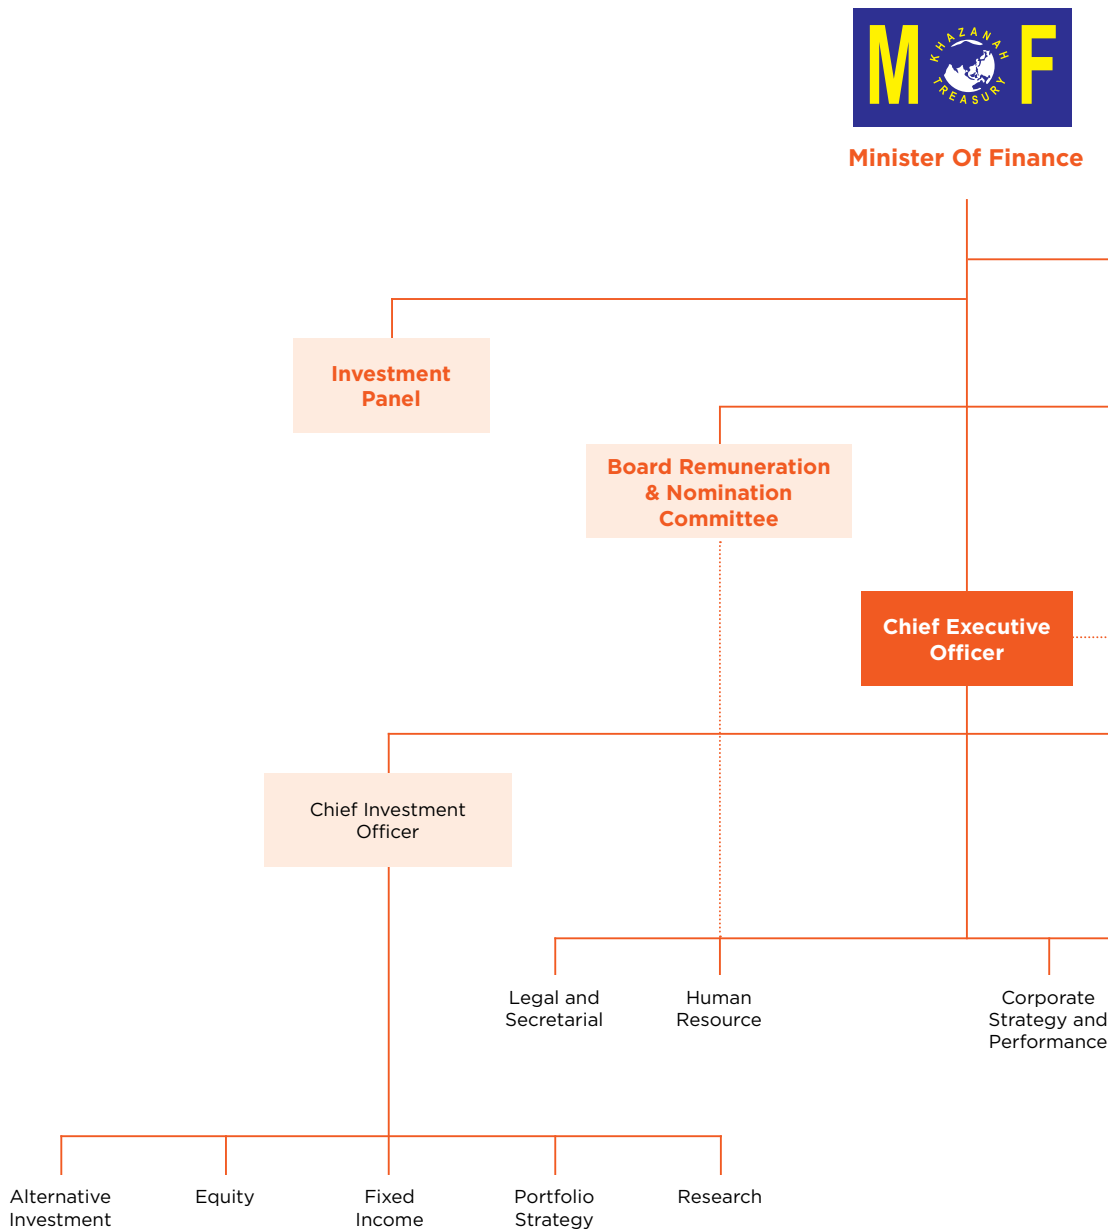 M F
KHAZANAH
TREASURY
Minister Of Finance
Investment
Panel
Board Remuneration
& Nomination
Committee
Chief Executive
Officer
Chief Investment
Officer
Legal and
Secretarial
Human
Resource
Corporate
Strategy and
Performance
Alternative
Investment
Equity
Fixed
Income
Portfolio
Strategy
Research